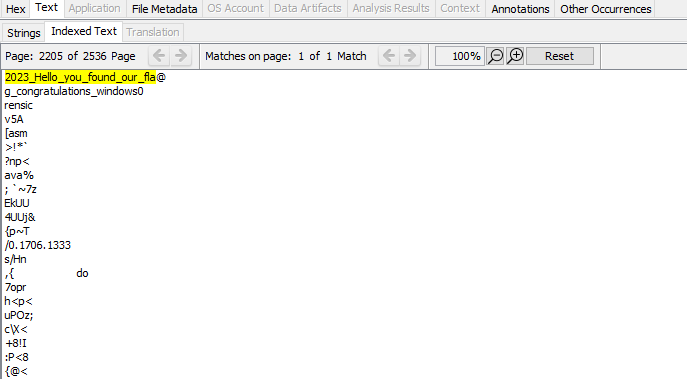 Hex Text Application File Metadata OS Account Data Artifacts Analysis Results Context Annotations Other Occurrences
Strings Indexed Text Translation
Page: 2205 of 2536 Page Matches on page: 1 of 1 Match 100% Reset
2023_Hello_you_found_our_fla@
g_congratulations_windows0
rensic
v5A
[asm
>!*`
?np<
ava%
; `~7z
EkUU
4UUj&
{p~T
/0.1706.1333
s/Hn
,{ do
7opr
h<p<
uPOz;
c\X<
+8!I
:P<8
{@<